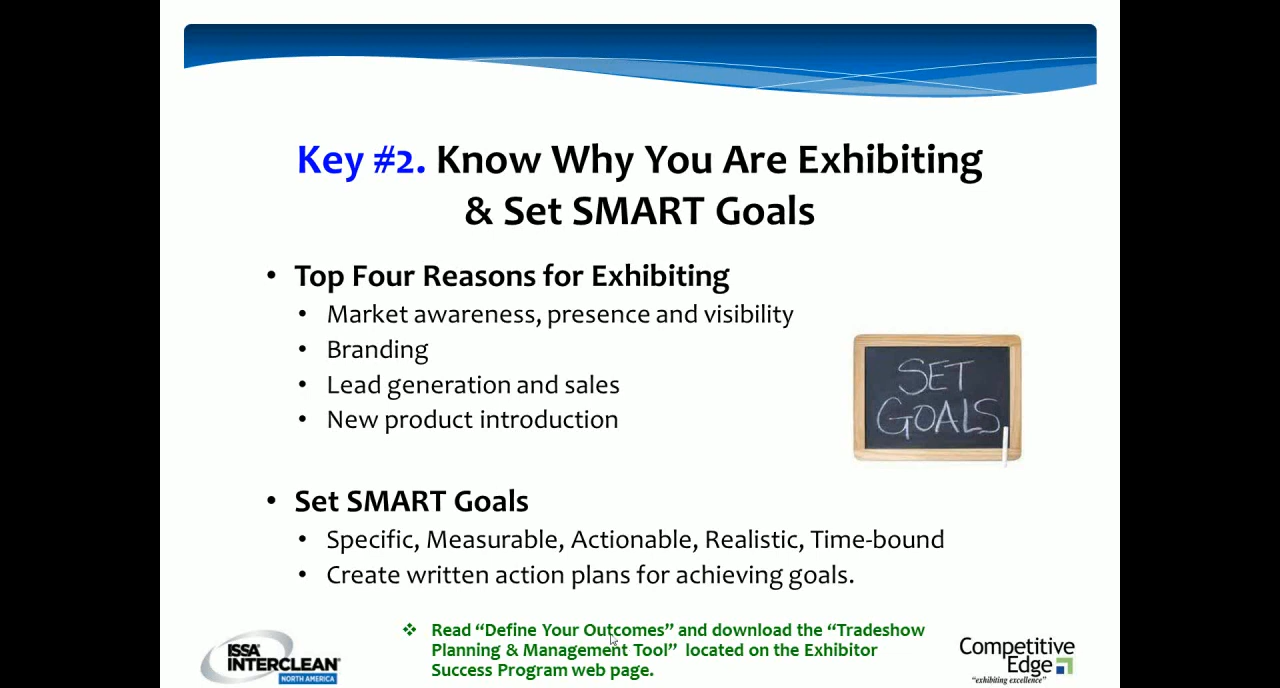 Key #2. Know Why You Are Exhibiting
& Set SMART Goals
• Top Four Reasons for Exhibiting
• Market awareness, presence and visibility
• Branding
• Lead generation and sales
• New product introduction
SET
GOALS
• Set SMART Goals
• Specific, Measurable, Actionable, Realistic, Time-bound
• Create written action plans for achieving goals.
❖ Read “Define Your Outcomes” and download the “Tradeshow
Planning & Management Tool” located on the Exhibitor
Success Program web page.
ISSA
INTERCLEAN
NORTH AMERICA
Competitive
Edge
"exhibiting excellence"